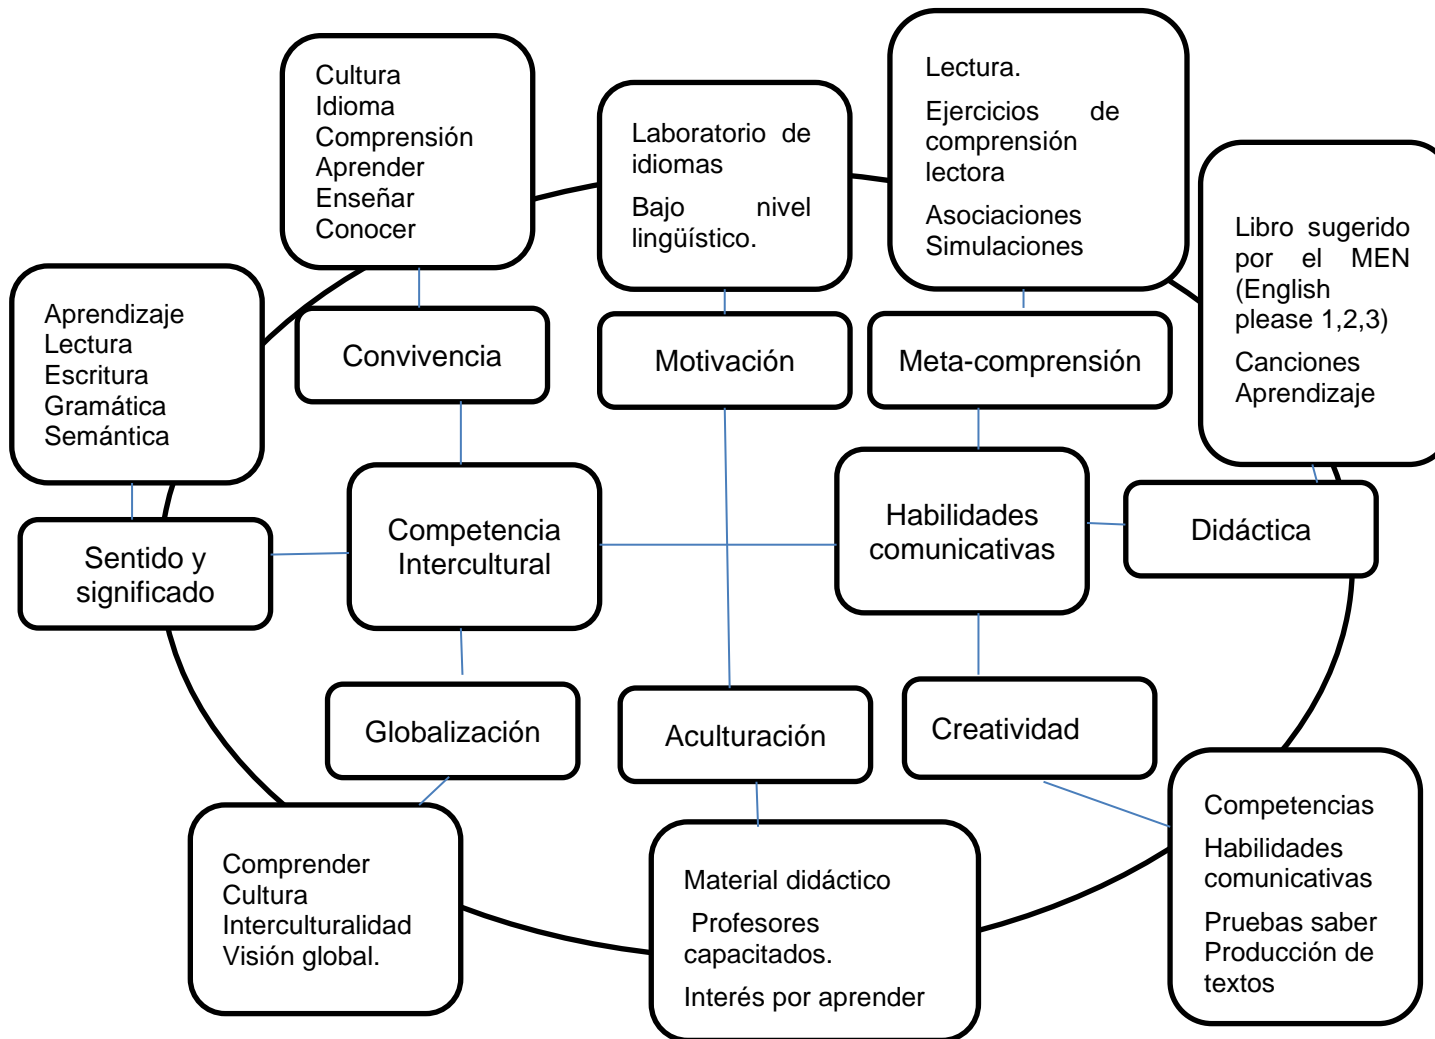 Cultura
Idioma
Comprensión
Aprender
Enseñar
Conocer
Laboratorio de
idiomas
Bajo nivel
lingüístico.
Lectura.
Ejercicios de
comprensión
lectora
Asociaciones
Simulaciones
Libro sugerido
por el MEN
(English
please 1,2,3)
Canciones
Aprendizaje
Aprendizaje
Lectura
Escritura
Gramática
Semántica
Convivencia
Motivación
Meta-comprensión
Sentido y
significado
Competencia
Intercultural
Habilidades
comunicativas
Didáctica
Globalización
Aculturación
Creatividad
Comprender
Cultura
Interculturalidad
Visión global.
Material didáctico
Profesores
capacitados.
Interés por aprender
Competencias
Habilidades
comunicativas
Pruebas saber
Producción de
textos